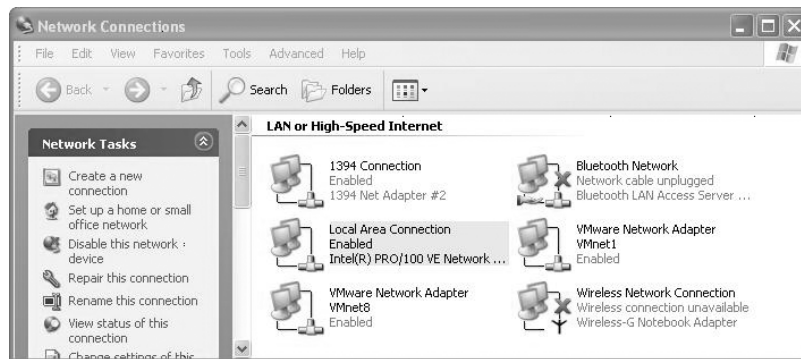 Network Connections
File Edit View Favorites Tools Advanced Help
Back Search Folders
Network Tasks
Create a new
connection
Set up a home or small
office network
Disable this network
device
Repair this connection
Rename this connection
View status of this
connection
Change settings of this
LAN or High-Speed Internet
1394 Connection
Enabled
1394 Net Adapter #2
Bluetooth Network
Network cable unplugged
Bluetooth LAN Access Server ...
Local Area Connection
Enabled
Intel(R) PRO/100 VE Network ...
VMware Network Adapter
VMnet1
Enabled
VMware Network Adapter
VMnet8
Enabled
Wireless Network Connection
Wireless connection unavailable
Wireless-G Notebook Adapter